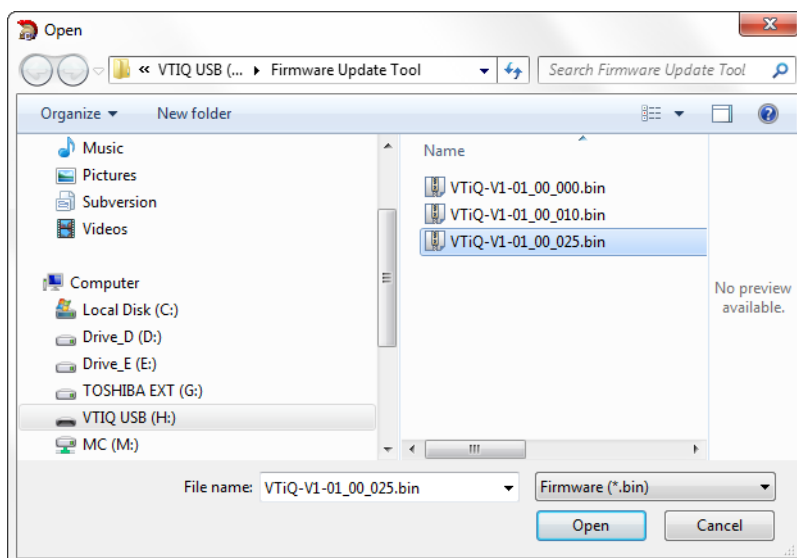 Open
« VTIQ USB (... ▸ Firmware Update Tool
Search Firmware Update Tool
Organize
New folder
Music
Pictures
Subversion
Videos
Computer
Local Disk (C:)
Drive_D (D:)
Drive_E (E:)
TOSHIBA EXT (G:)
VTIQ USB (H:)
MC (M:)
Name
VTiQ-V1-01_00_000.bin
VTiQ-V1-01_00_010.bin
VTiQ-V1-01_00_025.bin
No preview
available.
File name: VTiQ-V1-01_00_025.bin
Firmware (*.bin)
Open
Cancel